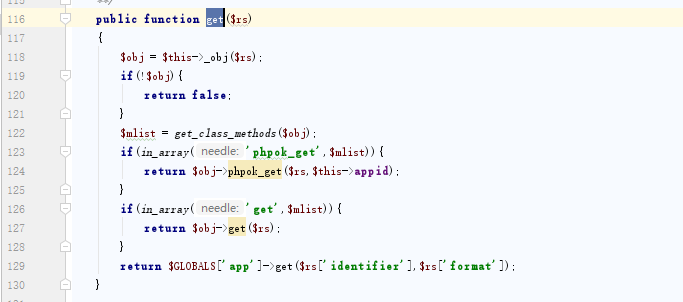 116 public function get($rs)
117 {
118 $obj = $this->_obj($rs);
119 if(!$obj){
120 return false;
121 }
122 $mlist = get_class_methods($obj);
123 if(in_array( needle: 'phpok_get',$mlist)){
124 return $obj->phpok_get($rs,$this->appid);
125 }
126 if(in_array( needle: 'get',$mlist)){
127 return $obj->get($rs);
128 }
129 return $GLOBALS['app']->get($rs['identifier'],$rs['format']);
130 }